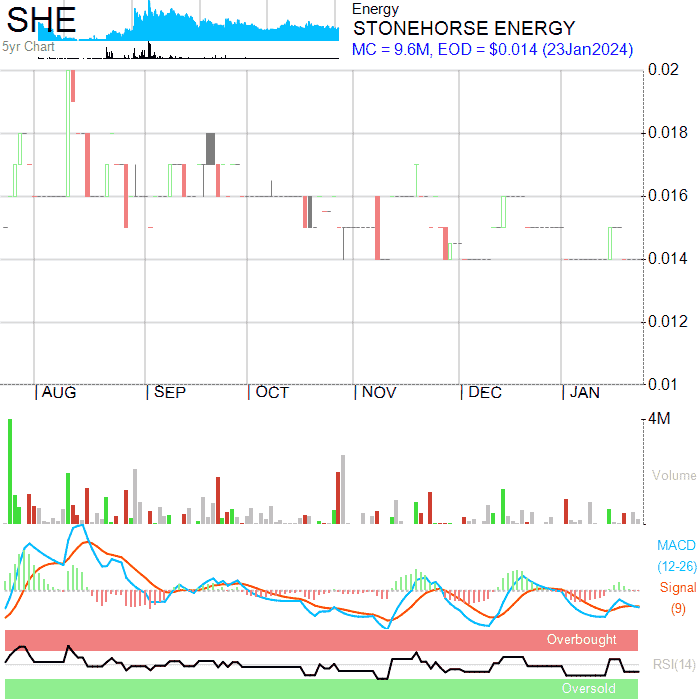 SHE
5yr Chart
Energy
STONEHORSE ENERGY
MC = 9.6M, EOD = $0.014 (23Jan2024)
0.02
0.018
0.016
0.014
0.012
0.01
AUG SEP OCT NOV DEC JAN
4M
Volume
MACD
(12-26)
Signal
(9)
Overbought
RSI(14)
Oversold